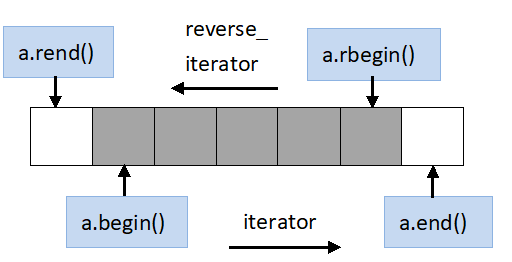 reverse_
iterator
a.rend()
a.rbegin()
a.begin()
iterator
a.end()